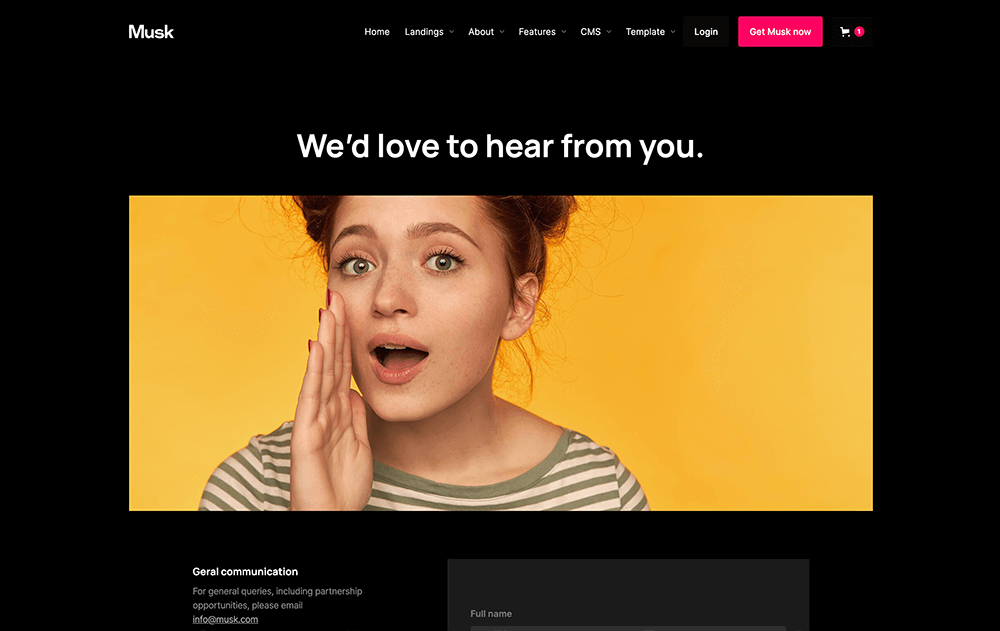 Musk
Home Landings About Features CMS Template Login Get Musk now 1
We’d love to hear from you.
Geral communication
For general queries, including partnership
opportunities, please email
info@musk.com
Full name